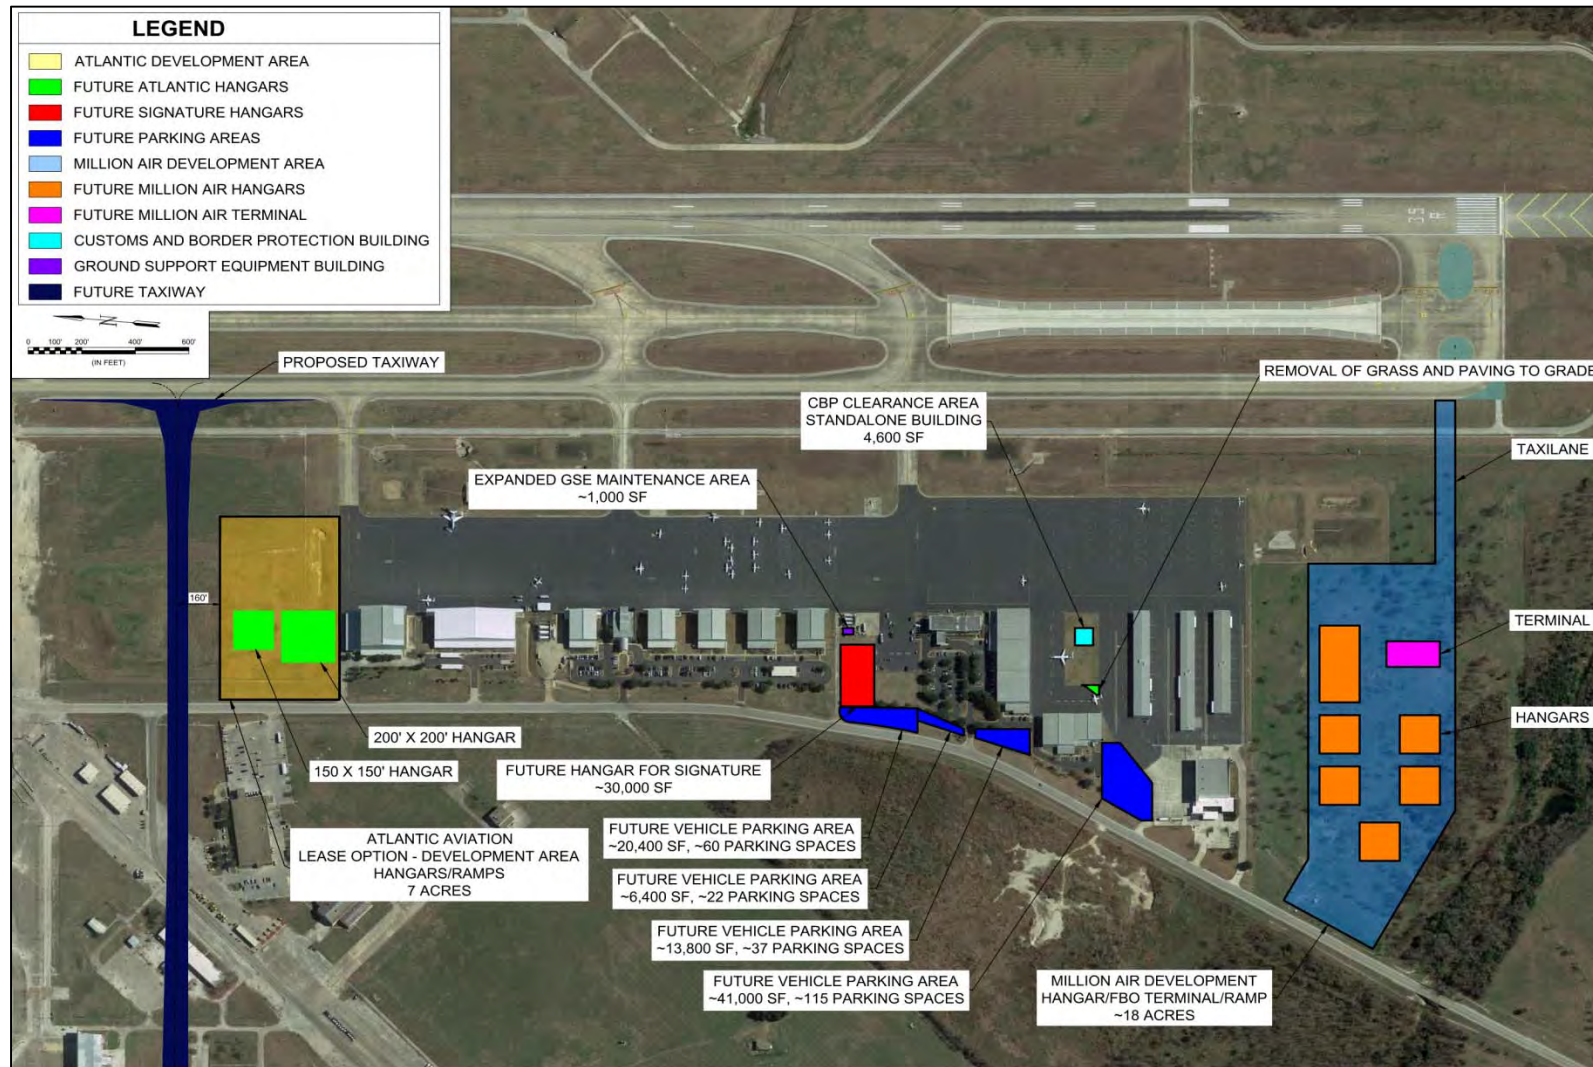 LEGEND
ATLANTIC DEVELOPMENT AREA
FUTURE ATLANTIC HANGARS
FUTURE SIGNATURE HANGARS
FUTURE PARKING AREAS
MILLION AIR DEVELOPMENT AREA
FUTURE MILLION AIR HANGARS
FUTURE MILLION AIR TERMINAL
CUSTOMS AND BORDER PROTECTION BUILDING
GROUND SUPPORT EQUIPMENT BUILDING
FUTURE TAXIWAY
N
0 100' 200' 400' 600'
(IN FEET)
35
R
PROPOSED TAXIWAY
REMOVAL OF GRASS AND PAVING TO GRADE
CBP CLEARANCE AREA
STANDALONE BUILDING
4,600 SF
TAXILANE
EXPANDED GSE MAINTENANCE AREA
~1,000 SF
160'
TERMINAL
HANGARS
200' X 200' HANGAR
150 X 150' HANGAR
FUTURE HANGAR FOR SIGNATURE
~30,000 SF
ATLANTIC AVIATION
LEASE OPTION - DEVELOPMENT AREA
HANGARS/RAMPS
7 ACRES
FUTURE VEHICLE PARKING AREA
~20,400 SF, ~60 PARKING SPACES
FUTURE VEHICLE PARKING AREA
~6,400 SF, ~22 PARKING SPACES
FUTURE VEHICLE PARKING AREA
~13,800 SF, ~37 PARKING SPACES
FUTURE VEHICLE PARKING AREA
~41,000 SF, ~115 PARKING SPACES
MILLION AIR DEVELOPMENT
HANGAR/FBO TERMINAL/RAMP
~18 ACRES